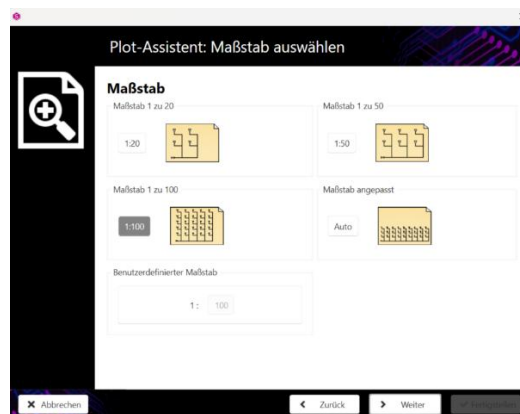 Plot-Assistent: Maßstab auswählen
Maßstab
Maßstab 1 zu 20
Maßstab 1 zu 50
1:20
1:50
Maßstab 1 zu 100
Maßstab angepasst
1:100
Auto
Benutzerdefinierter Maßstab
1 : 100
Abbrechen
Zurück
Weiter
Fertigstellen